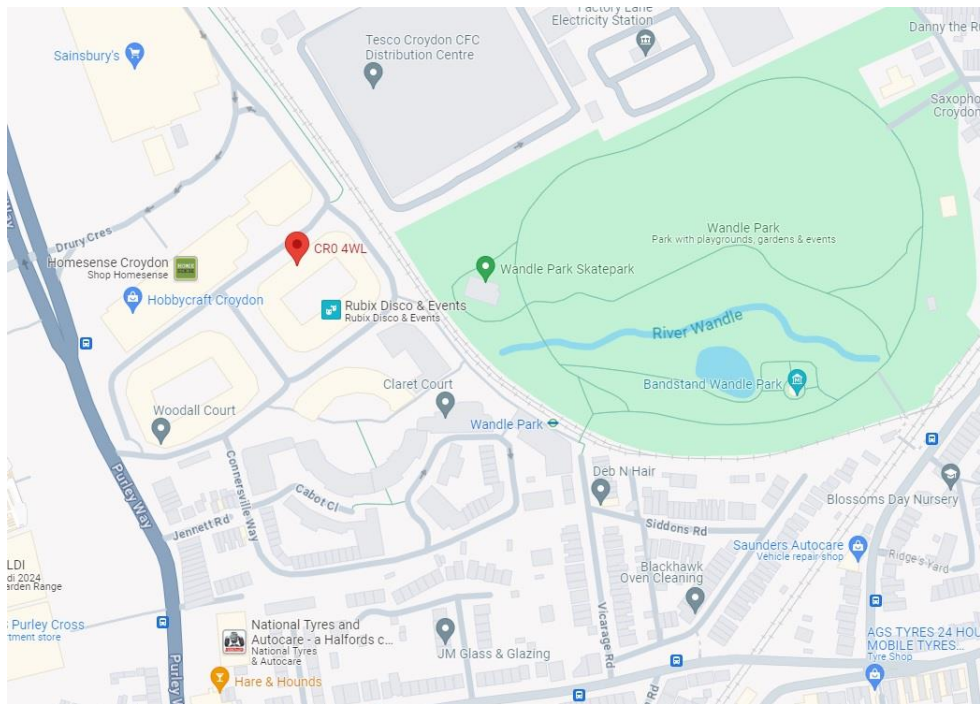 Factory Lane
Electricity Station
Danny the Ru
Tesco Croydon CFC
Distribution Centre
Sainsbury's
Saxopho
Croydon
Wandle Park
Park with playgrounds, gardens & events
Drury Cres
CR0 4WL
Homesense Croydon
Shop Homesense
Wandle Park Skatepark
Hobbycraft Croydon
Rubix Disco & Events
Rubix Disco & Events
River Wandle
Claret Court
Bandstand Wandle Park
Woodall Court
Wandle Park
Purley Way
Connersville Way
Cabot Cl
Jennett Rd
Deb N Hair
Blossoms Day Nursery
Siddons Rd
Saunders Autocare
Vehicle repair shop
Ridge's Yard
LDI
di 2024
arden Range
Blackhawk
Oven Cleaning
Vicarage Rd
Purley Cross
rtment store
National Tyres and
Autocare - a Halfords c...
National Tyres
& Autocare
JM Glass & Glazing
AGS TYRES 24 HOU
MOBILE TYRES...
Tyre Shop
Hare & Hounds
Purley W
n Rd